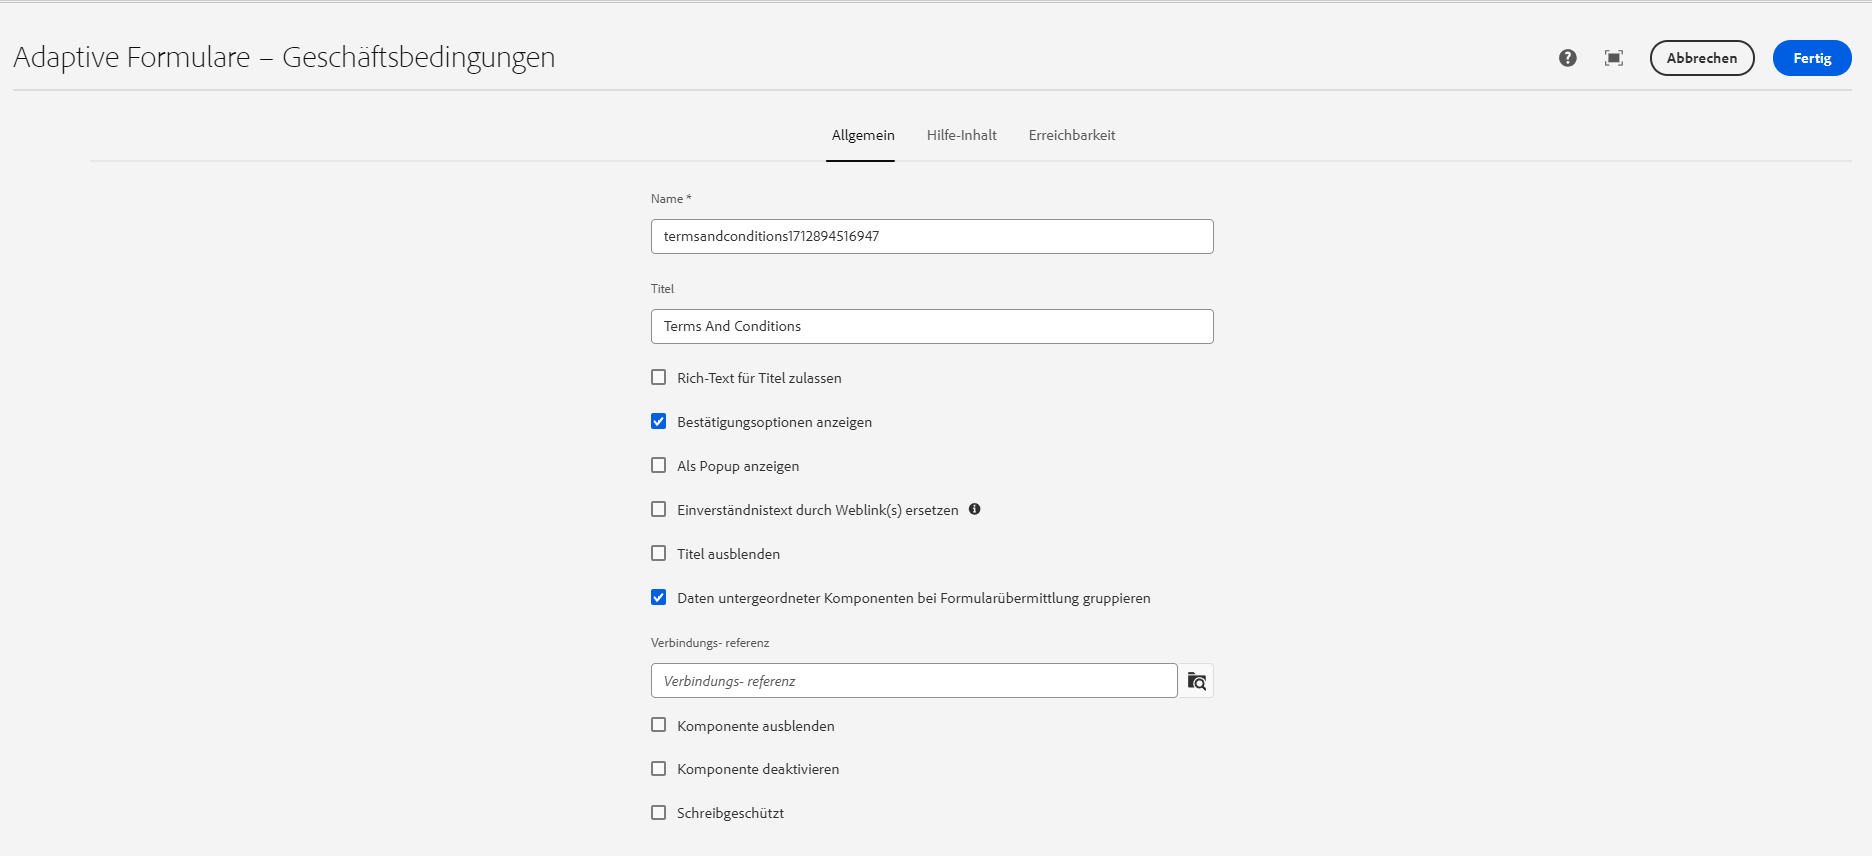 Adaptive Formulare – Geschäftsbedingungen
Abbrechen
Fertig
Allgemein
Hilfe-Inhalt
Erreichbarkeit
Name *
termsandconditions1712894516947
Titel
Terms And Conditions
Rich-Text für Titel zulassen
Bestätigungsoptionen anzeigen
Als Popup anzeigen
Einverständnistext durch Weblink(s) ersetzen
Titel ausblenden
Daten untergeordneter Komponenten bei Formularübermittlung gruppieren
Verbindungs- referenz
Verbindungs- referenz
Komponente ausblenden
Komponente deaktivieren
Schreibgeschützt